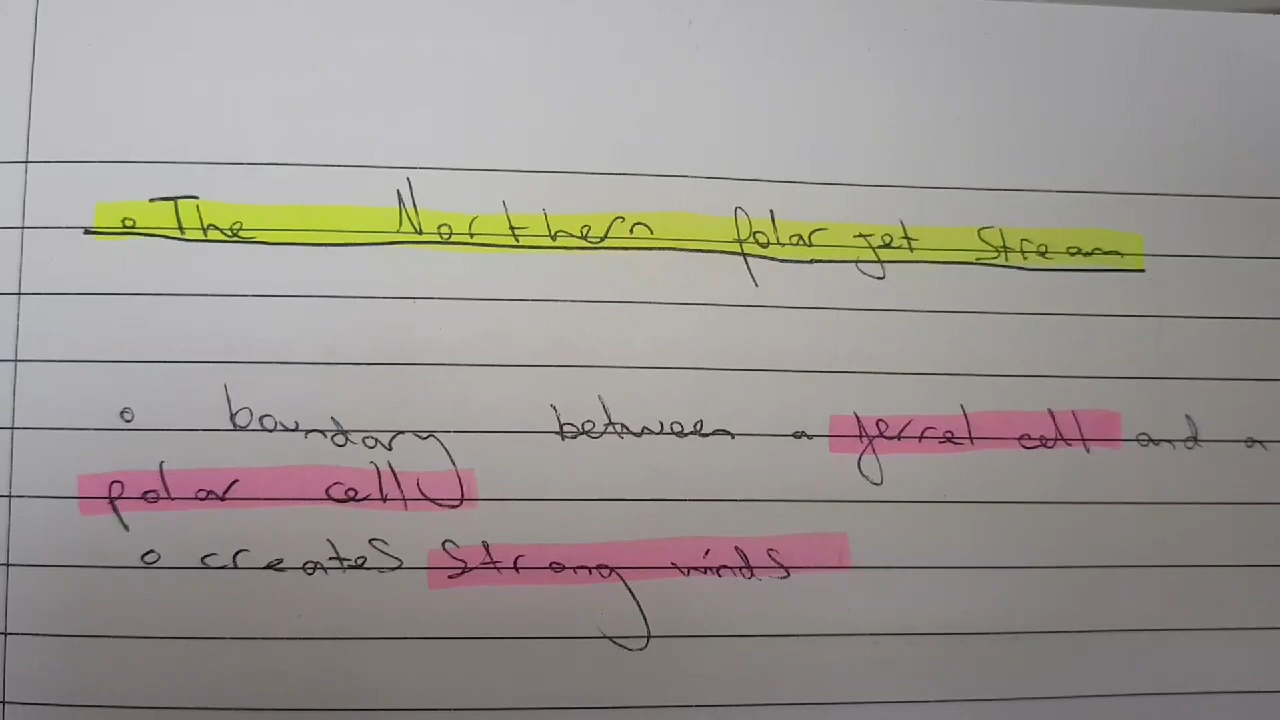 ◦ The Northern Polar jet Stream
◦ boundary between a ferrel cell and a
polar cell
◦ creates Strong winds